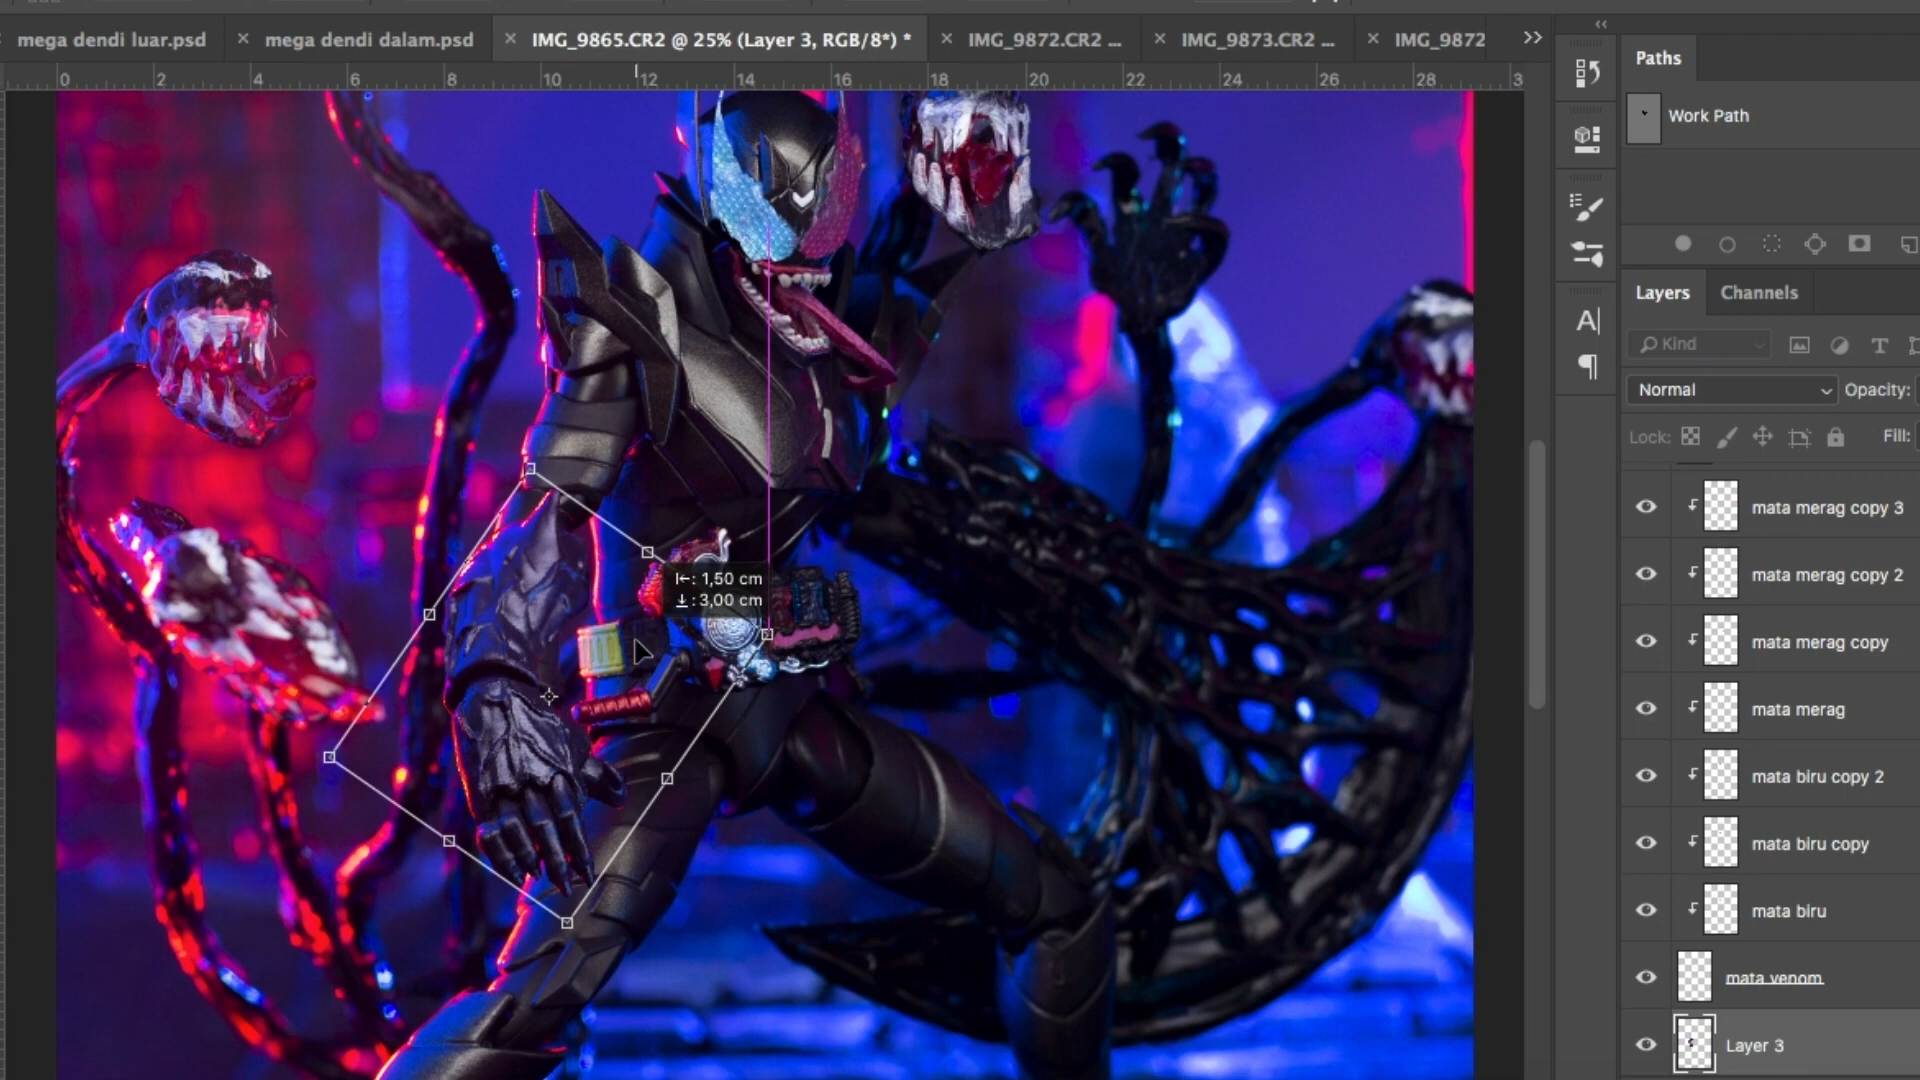 mega dendi luar.psd
× mega dendi dalam.psd
× IMG_9865.CR2 @ 25% (Layer 3, RGB/8*) *
× IMG_9872.CR2 ...
× IMG_9873.CR2 ...
× IMG_9872
0 2 4 6 8 10 12 14 16 18 20 22 24 26 28 3
Paths
Work Path
Layers
Channels
Kind
Normal
Opacity:
Lock:
Fill:
mata merag copy 3
mata merag copy 2
mata merag copy
mata merag
mata biru copy 2
mata biru copy
mata biru
mata venom
Layer 3
: 1,50 cm
: 3,00 cm